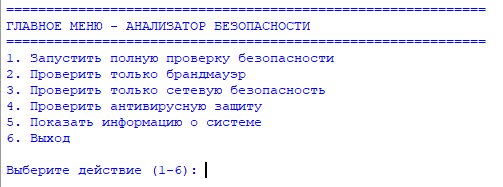 ============================================================
ГЛАВНОЕ МЕНЮ - АНАЛИЗАТОР БЕЗОПАСНОСТИ
============================================================
1. Запустить полную проверку безопасности
2. Проверить только брандмауэр
3. Проверить только сетевую безопасность
4. Проверить антивирусную защиту
5. Показать информацию о системе
6. Выход
Выберите действие (1-6):